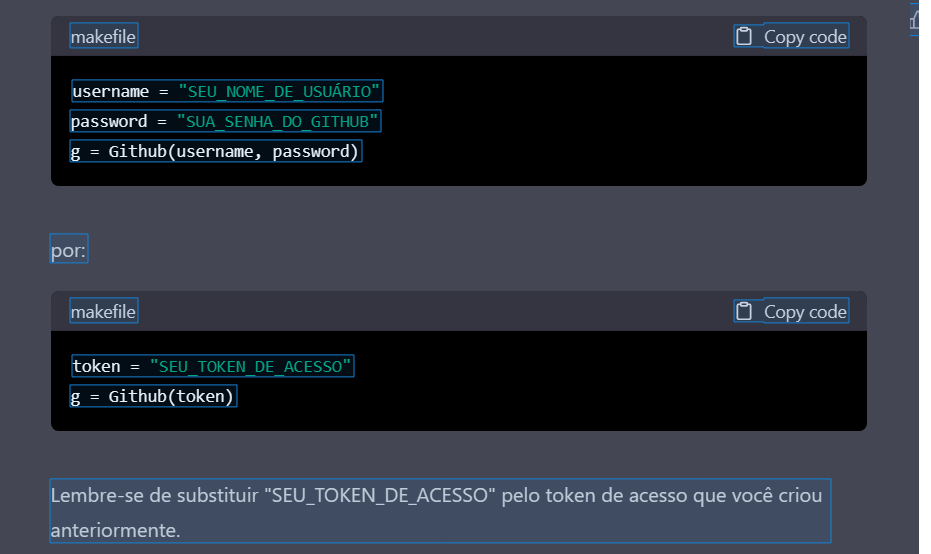 makefile
Copy code
username = "SEU_NOME_DE_USUÁRIO"
password = "SUA_SENHA_DO_GITHUB"
g = Github(username, password)
por:
makefile
Copy code
token = "SEU_TOKEN_DE_ACESSO"
g = Github(token)
Lembre-se de substituir "SEU_TOKEN_DE_ACESSO" pelo token de acesso que você criou
anteriormente.